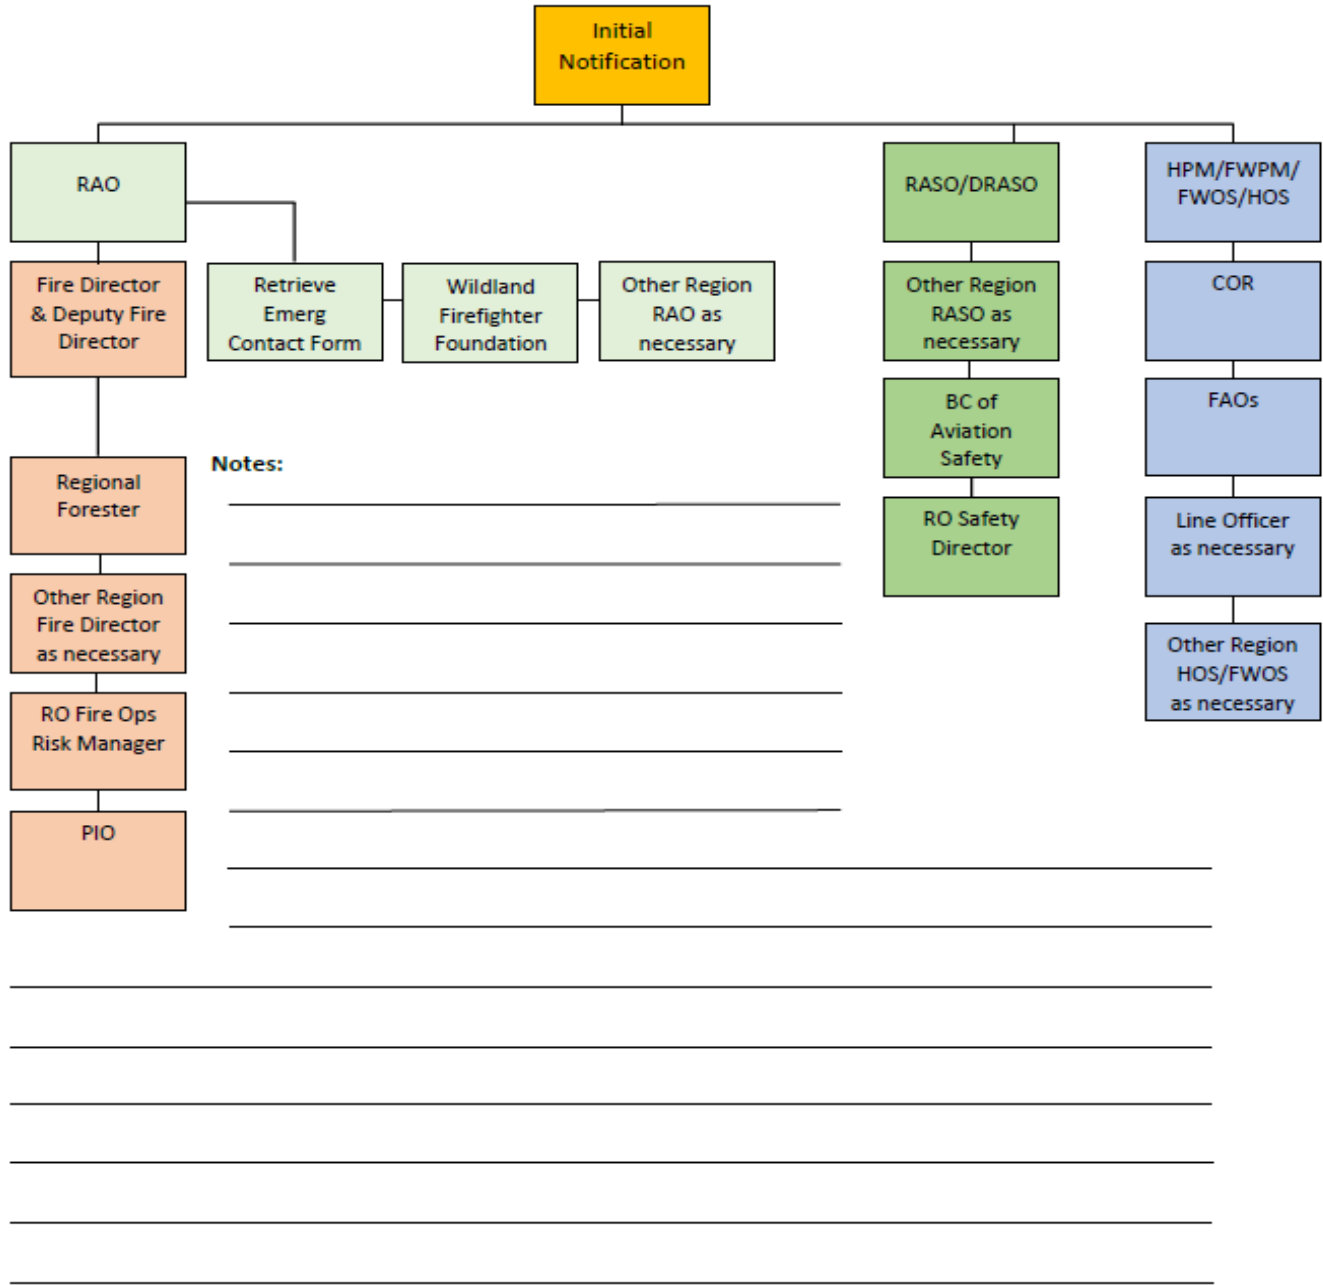 Initial
Notification
RAO
RASO/DRASO
HPM/FWPM/
FWOS/HOS
Fire Director
& Deputy Fire
Director
Retrieve
Emerg
Contact Form
Wildland
Firefighter
Foundation
Other Region
RAO as
necessary
Other Region
RASO as
necessary
COR
BC of
Aviation
Safety
FAOs
Notes:
Regional
Forester
RO Safety
Director
Line Officer
as necessary
Other Region
Fire Director
as necessary
Other Region
HOS/FWOS
as necessary
RO Fire Ops
Risk Manager
PIO